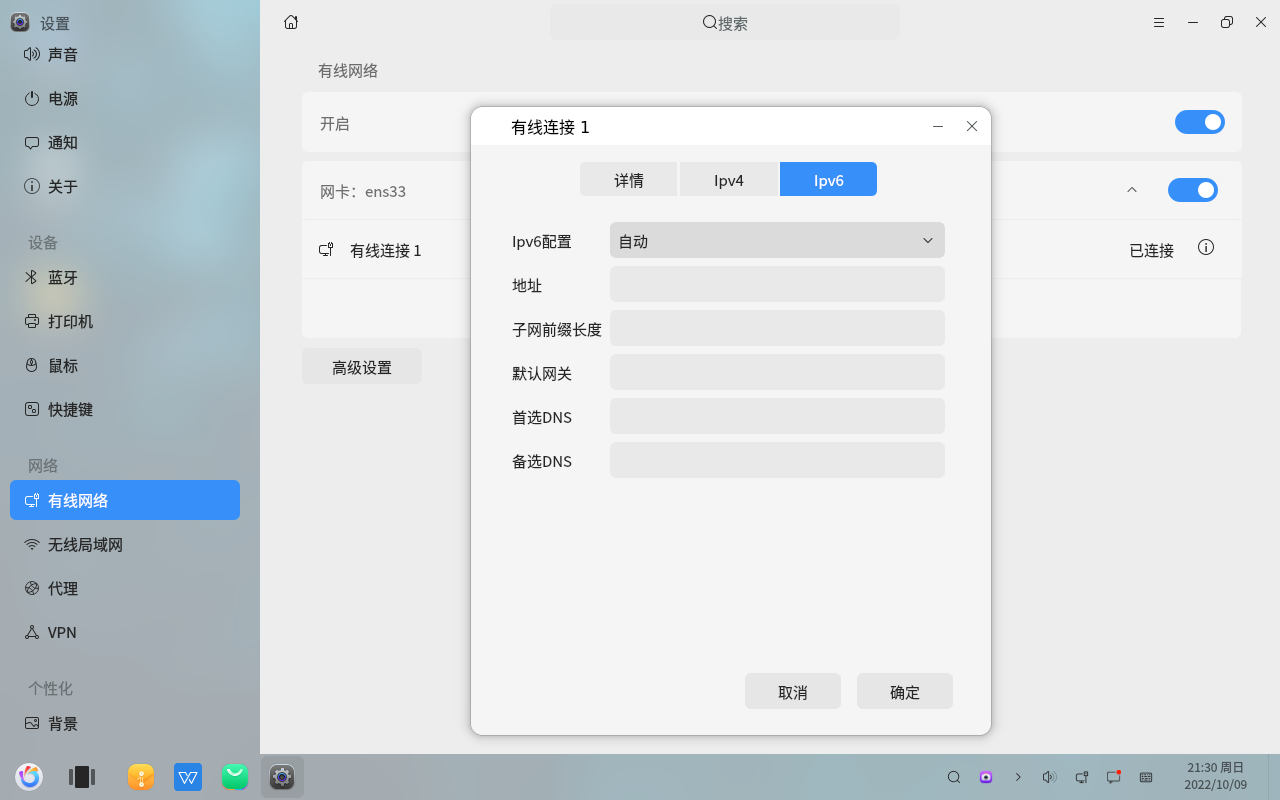 设置
搜索
声音
电源
通知
关于
设备
蓝牙
打印机
鼠标
快捷键
网络
有线网络
无线局域网
代理
VPN
个性化
背景
有线网络
开启
网卡：ens33
有线连接 1
已连接
高级设置
有线连接 1
详情
Ipv4
Ipv6
Ipv6配置
自动
地址
子网前缀长度
默认网关
首选DNS
备选DNS
取消
确定
21:30 周日
2022/10/09